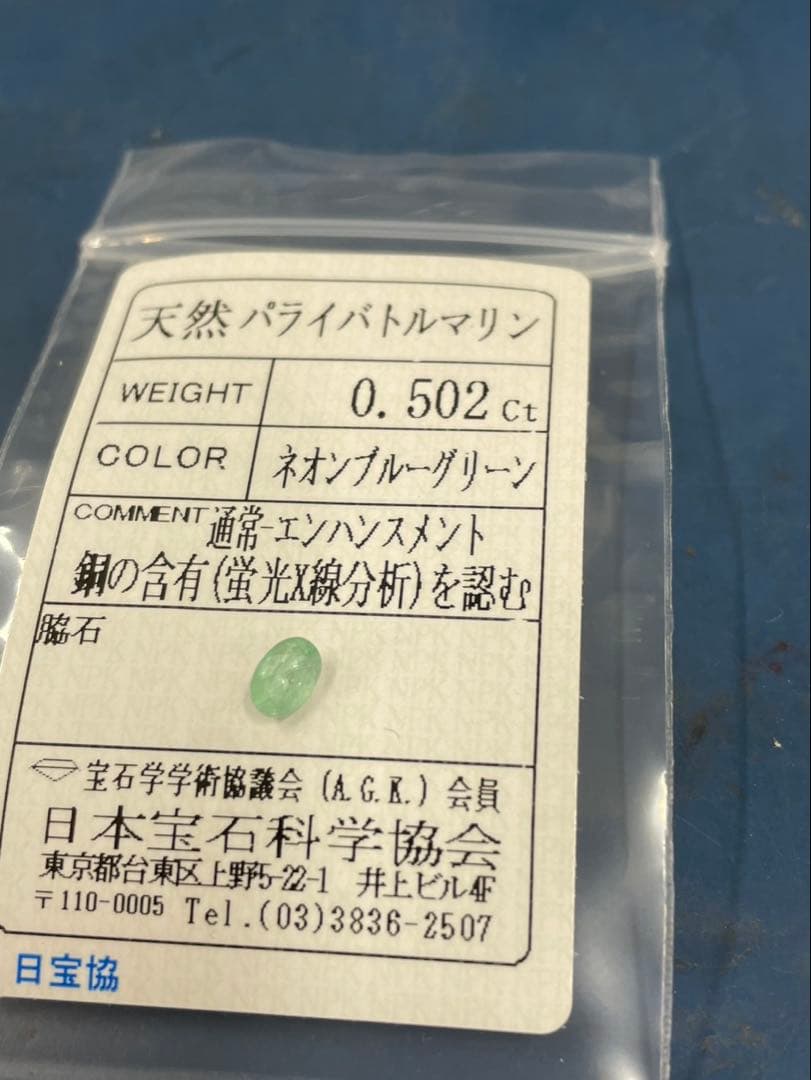 天然パライバトルマリン
WEIGHT 0.502 Ct
COLOR ネオンブルーグリーン
COMMENT 通常-エンハンスメント
銅の含有(蛍光X線分析)を認む
脇石
宝石学学術協議会 (A.G.K.) 会員
日本宝石科学協会
東京都台東区上野5-22-1 井上ビル4F
〒110-0005 Tel.(03)3836-2507
日宝協